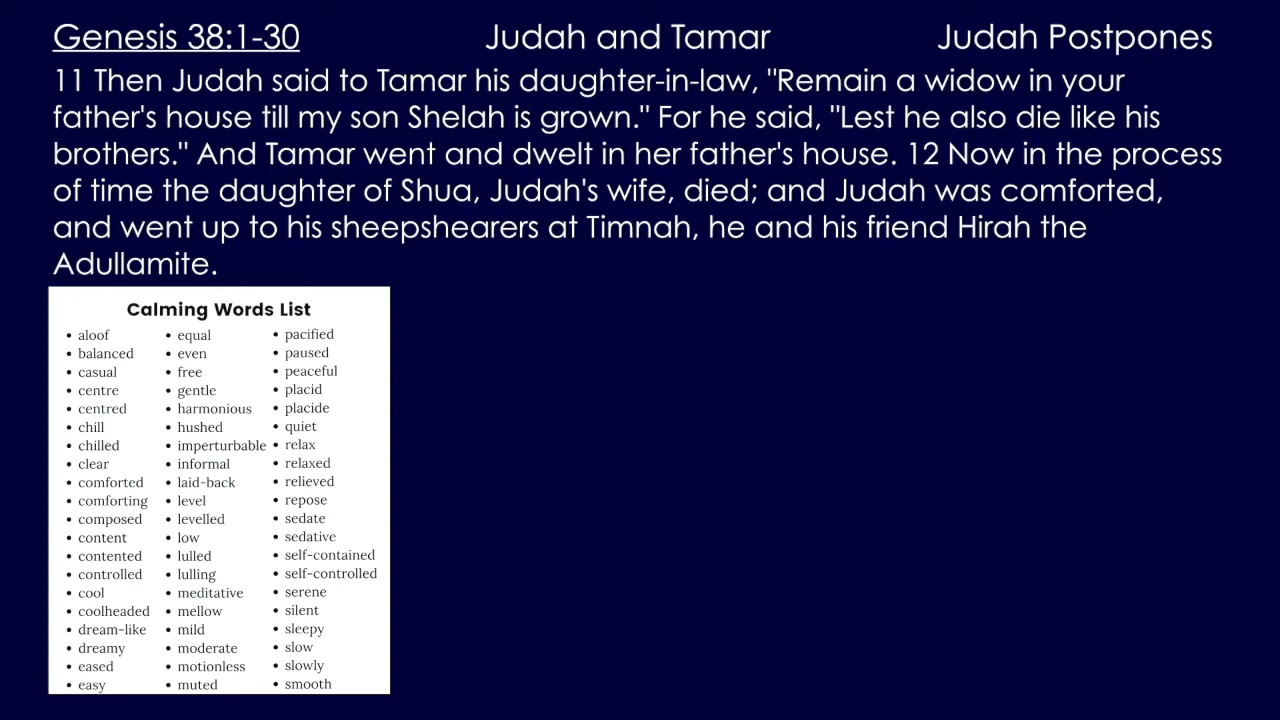 Genesis 38:1-30 Judah and Tamar Judah Postpones
11 Then Judah said to Tamar his daughter-in-law, "Remain a widow in your
father's house till my son Shelah is grown." For he said, "Lest he also die like his
brothers." And Tamar went and dwelt in her father's house. 12 Now in the process
of time the daughter of Shua, Judah's wife, died; and Judah was comforted,
and went up to his sheepshearers at Timnah, he and his friend Hirah the
Adullamite.
Calming Words List
• aloof
• balanced
• casual
• centre
• centred
• chill
• chilled
• clear
• comforted
• comforting
• composed
• content
• contented
• controlled
• cool
• coolheaded
• dream-like
• dreamy
• eased
• easy
• equal
• even
• free
• gentle
• harmonious
• hushed
• imperturbable
• informal
• laid-back
• level
• levelled
• low
• lulled
• lulling
• meditative
• mellow
• mild
• moderate
• motionless
• muted
• pacified
• paused
• peaceful
• placid
• placide
• quiet
• relax
• relaxed
• relieved
• repose
• sedate
• sedative
• self-contained
• self-controlled
• serene
• silent
• sleepy
• slow
• slowly
• smooth